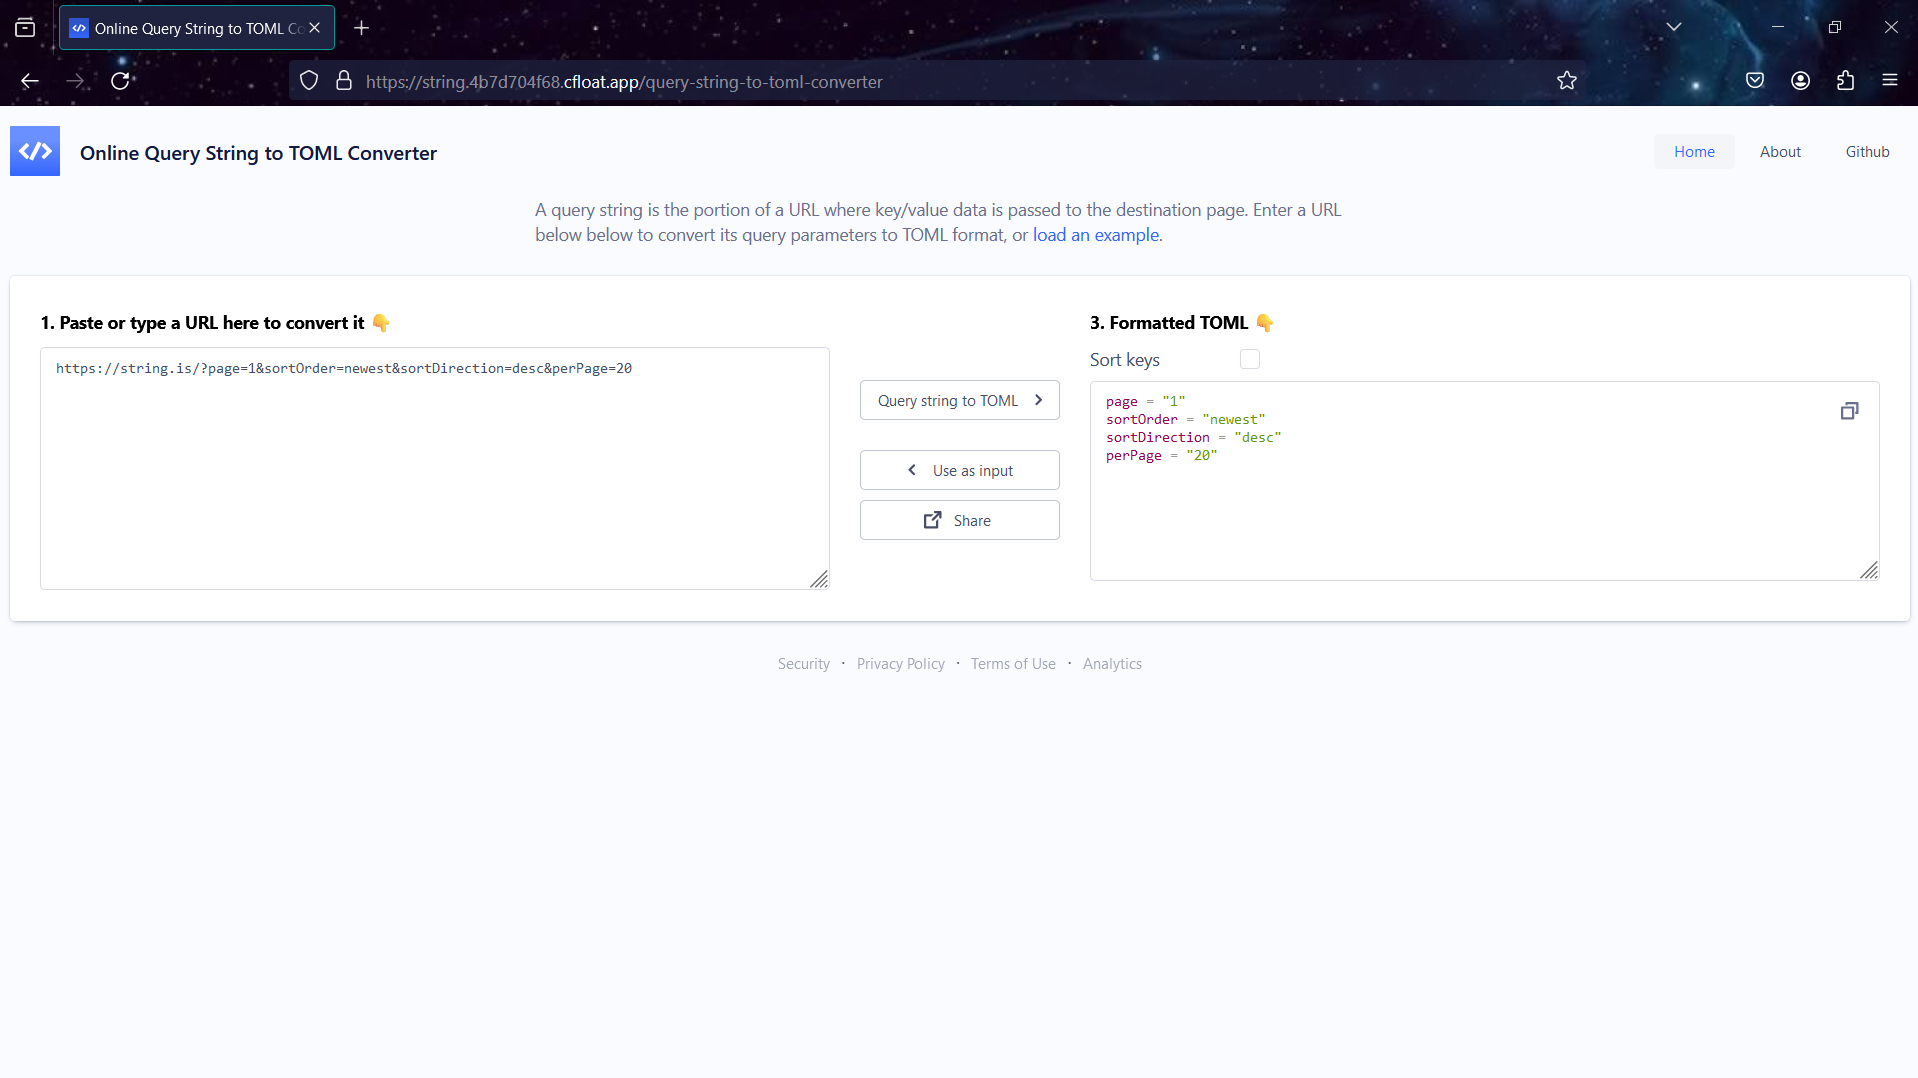 Online Query String to TOML Co
https://string.4b7d704f68.cfloat.app/query-string-to-toml-converter
Online Query String to TOML Converter
Home
About
Github
A query string is the portion of a URL where key/value data is passed to the destination page. Enter a URL
below below to convert its query parameters to TOML format, or load an example.
1. Paste or type a URL here to convert it 👇
https://string.is/?page=1&sortOrder=newest&sortDirection=desc&perPage=20
Query string to TOML
Use as input
Share
3. Formatted TOML 👇
Sort keys
page = "1"
sortOrder = "newest"
sortDirection = "desc"
perPage = "20"
Security · Privacy Policy · Terms of Use · Analytics